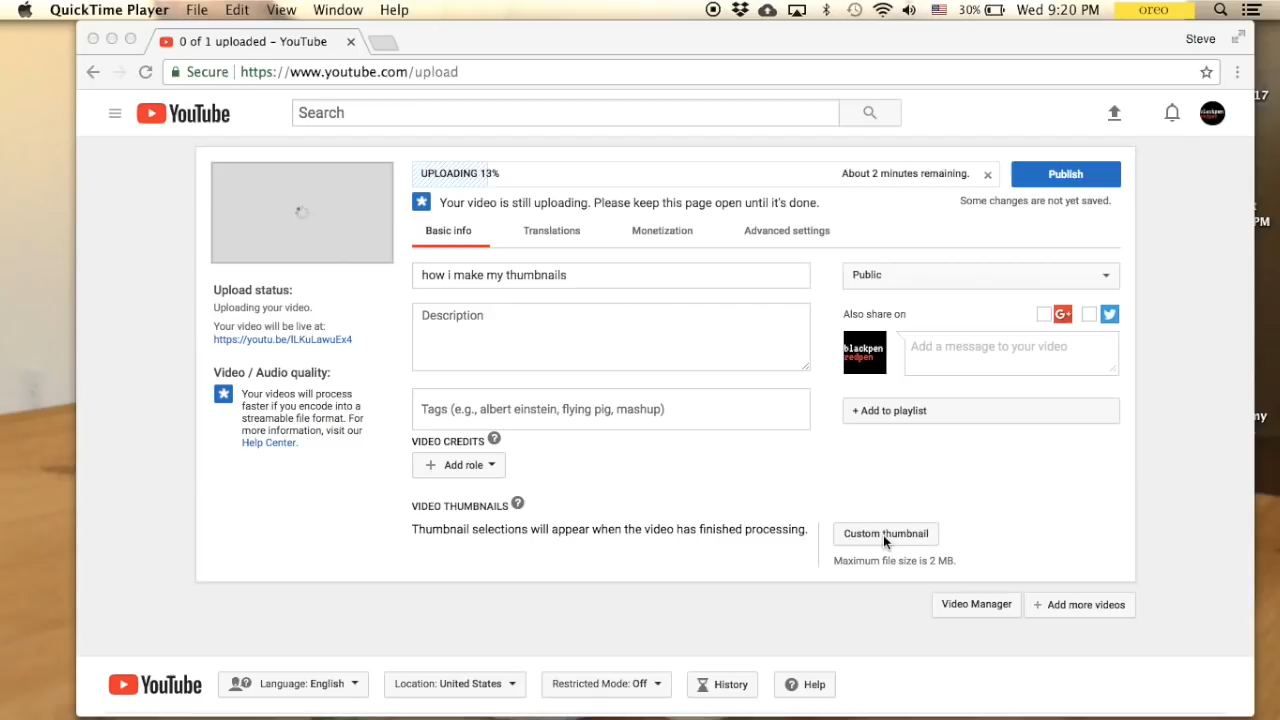 QuickTime Player File Edit View Window Help 30% Wed 9:20 PM oreo
0 of 1 uploaded – YouTube
Steve
Secure https://www.youtube.com/upload
17
YouTube
Search
blackpen
redpen
UPLOADING 13%
About 2 minutes remaining.
Publish
Your video is still uploading. Please keep this page open until it's done.
Some changes are not yet saved.
PM
Basic info Translations Monetization Advanced settings
how i make my thumbnails
Public
Upload status:
Uploading your video.
Your video will be live at:
https://youtu.be/ILKuLawuEx4
Description
Also share on
G+
blackpen
redpen
Add a message to your video
Video / Audio quality:
Your videos will process
faster if you encode into a
streamable file format. For
more information, visit our
Help Center.
Tags (e.g., albert einstein, flying pig, mashup)
+ Add to playlist
my
VIDEO CREDITS ?
+ Add role
VIDEO THUMBNAILS ?
Thumbnail selections will appear when the video has finished processing.
Custom thumbnail
Maximum file size is 2 MB.
Video Manager
+ Add more videos
YouTube
Language: English
Location: United States
Restricted Mode: Off
History
Help